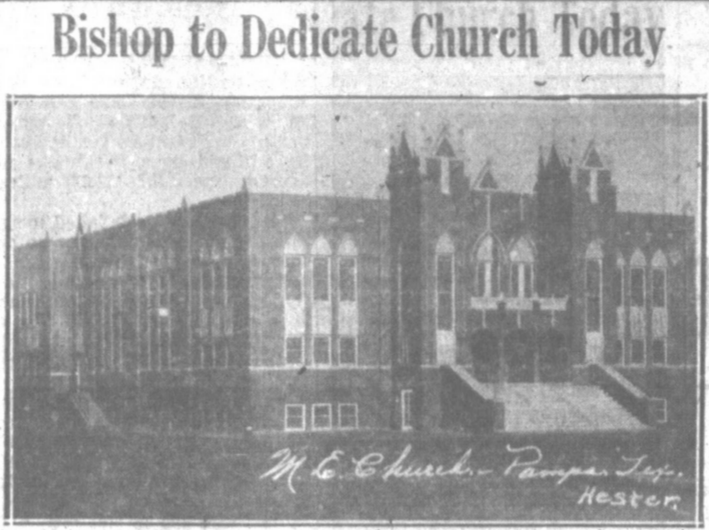 Bishop to Dedicate Church Today
M. E. Church. - Pampa. Tex.
Hester.